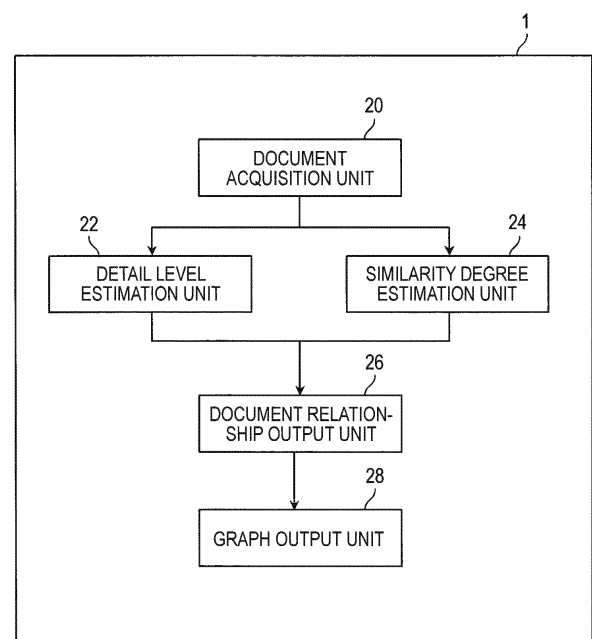 1
20
DOCUMENT
ACQUISITION UNIT
22
DETAIL LEVEL
ESTIMATION UNIT
24
SIMILARITY DEGREE
ESTIMATION UNIT
26
DOCUMENT RELATION-
SHIP OUTPUT UNIT
28
GRAPH OUTPUT UNIT